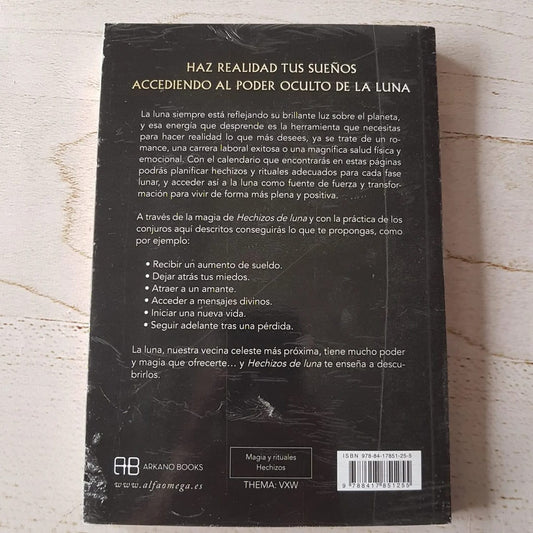 HAZ REALIDAD TUS SUEÑOS
ACCEDIENDO AL PODER OCULTO DE LA LUNA
La luna siempre está reflejando su brillante luz sobre el planeta,
y esa energía que desprende es la herramienta que necesitas
para hacer realidad lo que más desees, ya se trate de un ro-
mance, una carrera laboral exitosa o una magnífica salud física y
emocional. Con el calendario que encontrarás en estas páginas
podrás planificar hechizos y rituales adecuados para cada fase
lunar, y acceder así a la luna como fuente de fuerza y transfor-
mación para vivir de forma más plena y positiva.
A través de la magia de Hechizos de luna y con la práctica de los
conjuros aquí descritos conseguirás lo que te propongas, como
por ejemplo:
• Recibir un aumento de sueldo.
• Dejar atrás tus miedos.
• Atraer a un amante.
• Acceder a mensajes divinos.
• Iniciar una nueva vida.
• Seguir adelante tras una pérdida.
La luna, nuestra vecina celeste más próxima, tiene mucho poder
y magia que ofrecerte… y Hechizos de luna te enseña a descu-
brirlos.
AB ARKANO BOOKS
www.alfaomega.es
Magia y rituales
Hechizos
THEMA: VXW
ISBN 978-84-17851-25-5
9 788417 851255